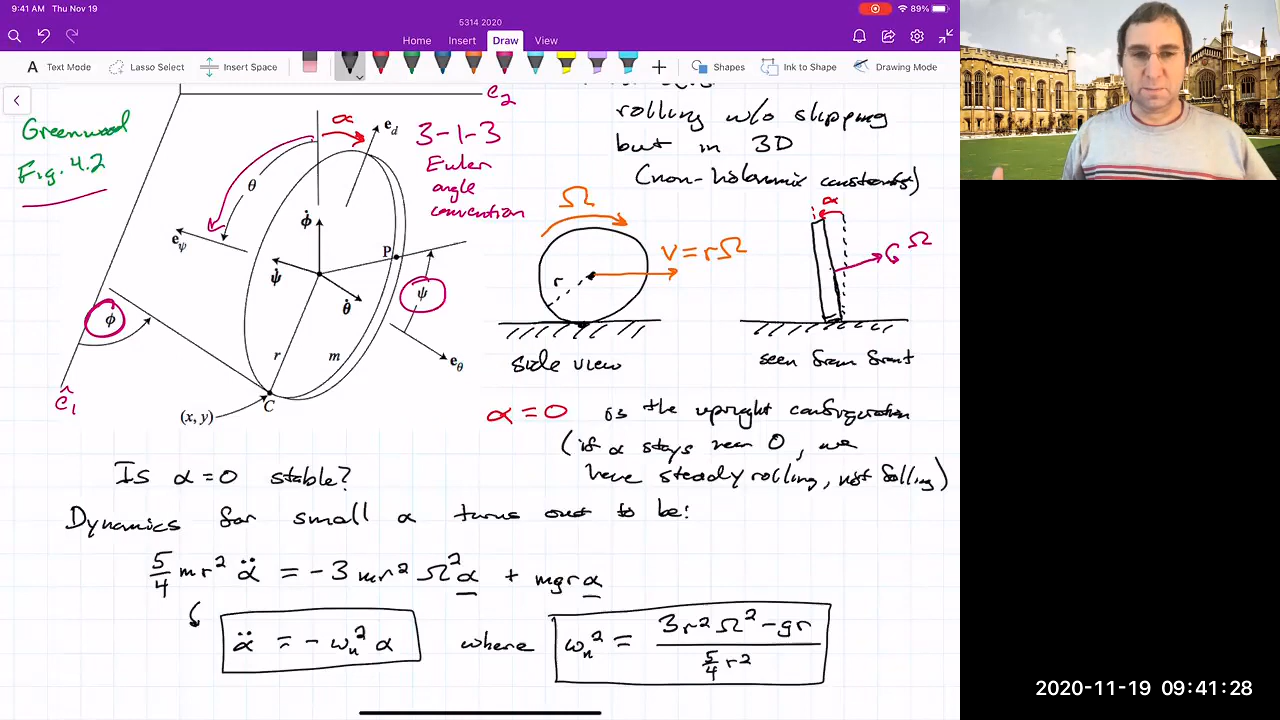 9:41 AM Thu Nov 19
89%
5314 2020
Home Insert Draw View
Text Mode Lasso Select Insert Space Shapes Ink to Shape Drawing Mode
e2
Greenwood
Fig. 4.2
α
e_d
3-1-3
Euler
angle
convention
θ
φ̇
e_ψ
ψ̇
P
ψ
θ̇
φ
r
m
e_θ
ê1
(x, y)
C
rolling w/o slipping
but in 3D
(non-holonomic constraints)
Ω
V = rΩ
r
side view
α
Ω
seen from front
α = 0 is the upright configuration
(if α stays near 0, we
have steady rolling, not falling)
Is α = 0 stable?
Dynamics for small α turns out to be:
5/4 mr² α̈ = -3 mr² Ω² α + mgr α
α̈ = - ω_n² α where ω_n² = (3r²Ω² - gr) / (5/4 r²)
2020-11-19 09:41:28